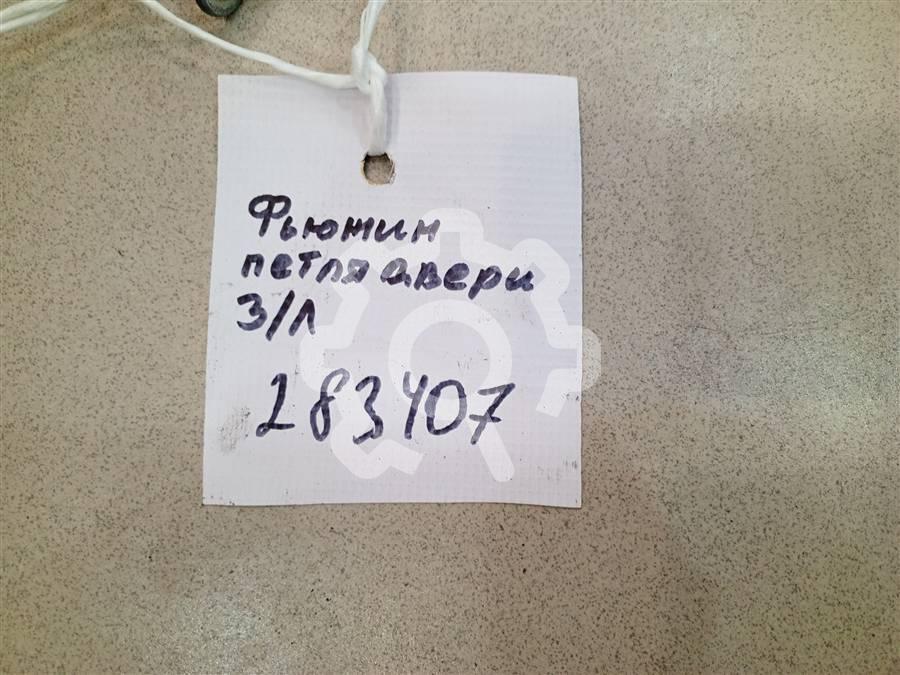 Фьюжин
петля двери
З/Л
283407